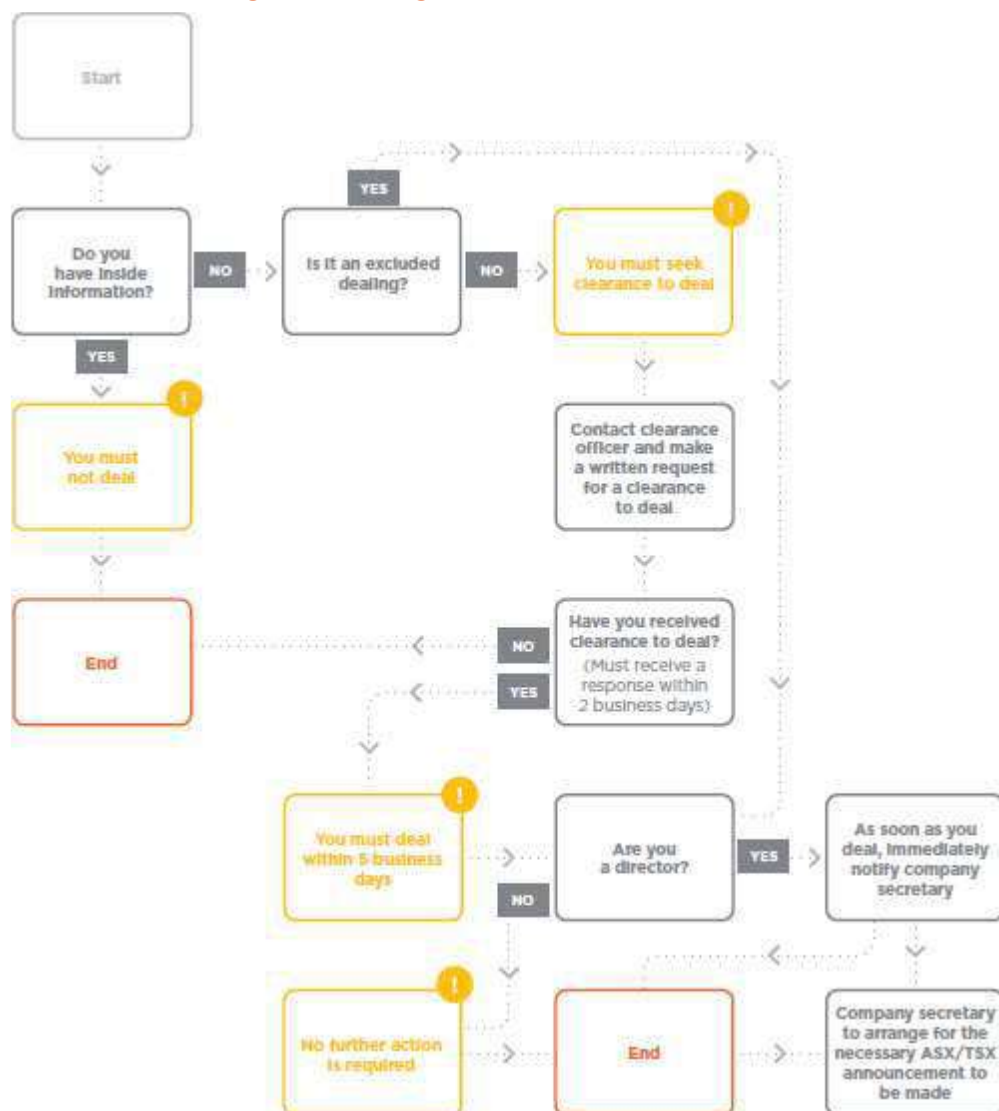 Start
YES
Do you
have inside
information?
NO
Is it an excluded
dealing?
NO
!
You must seek
clearance to deal
YES
!
You must
not deal
Contact clearance
officer and make
a written request
for a clearance
to deal
End
Have you received
clearance to deal?
(Must receive a
response within
2 business days)
NO
YES
!
You must deal
within 5 business
days
Are you
a director?
YES
As soon as you
deal, immediately
notify company
secretary
NO
!
No further action
is required
End
Company secretary
to arrange for the
necessary ASX/TSX
announcement to
be made